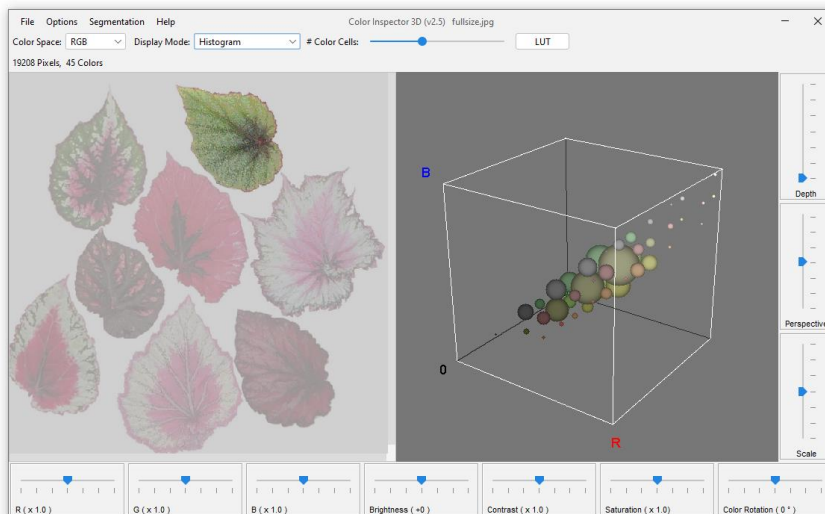 File Options Segmentation Help Color Inspector 3D (v2.5) fullsize.jpg
Color Space: RGB Display Mode: Histogram # Color Cells: LUT
19208 Pixels, 45 Colors
B
0
R
Depth
Perspective
Scale
R ( x 1.0 ) G ( x 1.0 ) B ( x 1.0 ) Brightness ( +0 ) Contrast ( x 1.0 ) Saturation ( x 1.0 ) Color Rotation ( 0 ° )